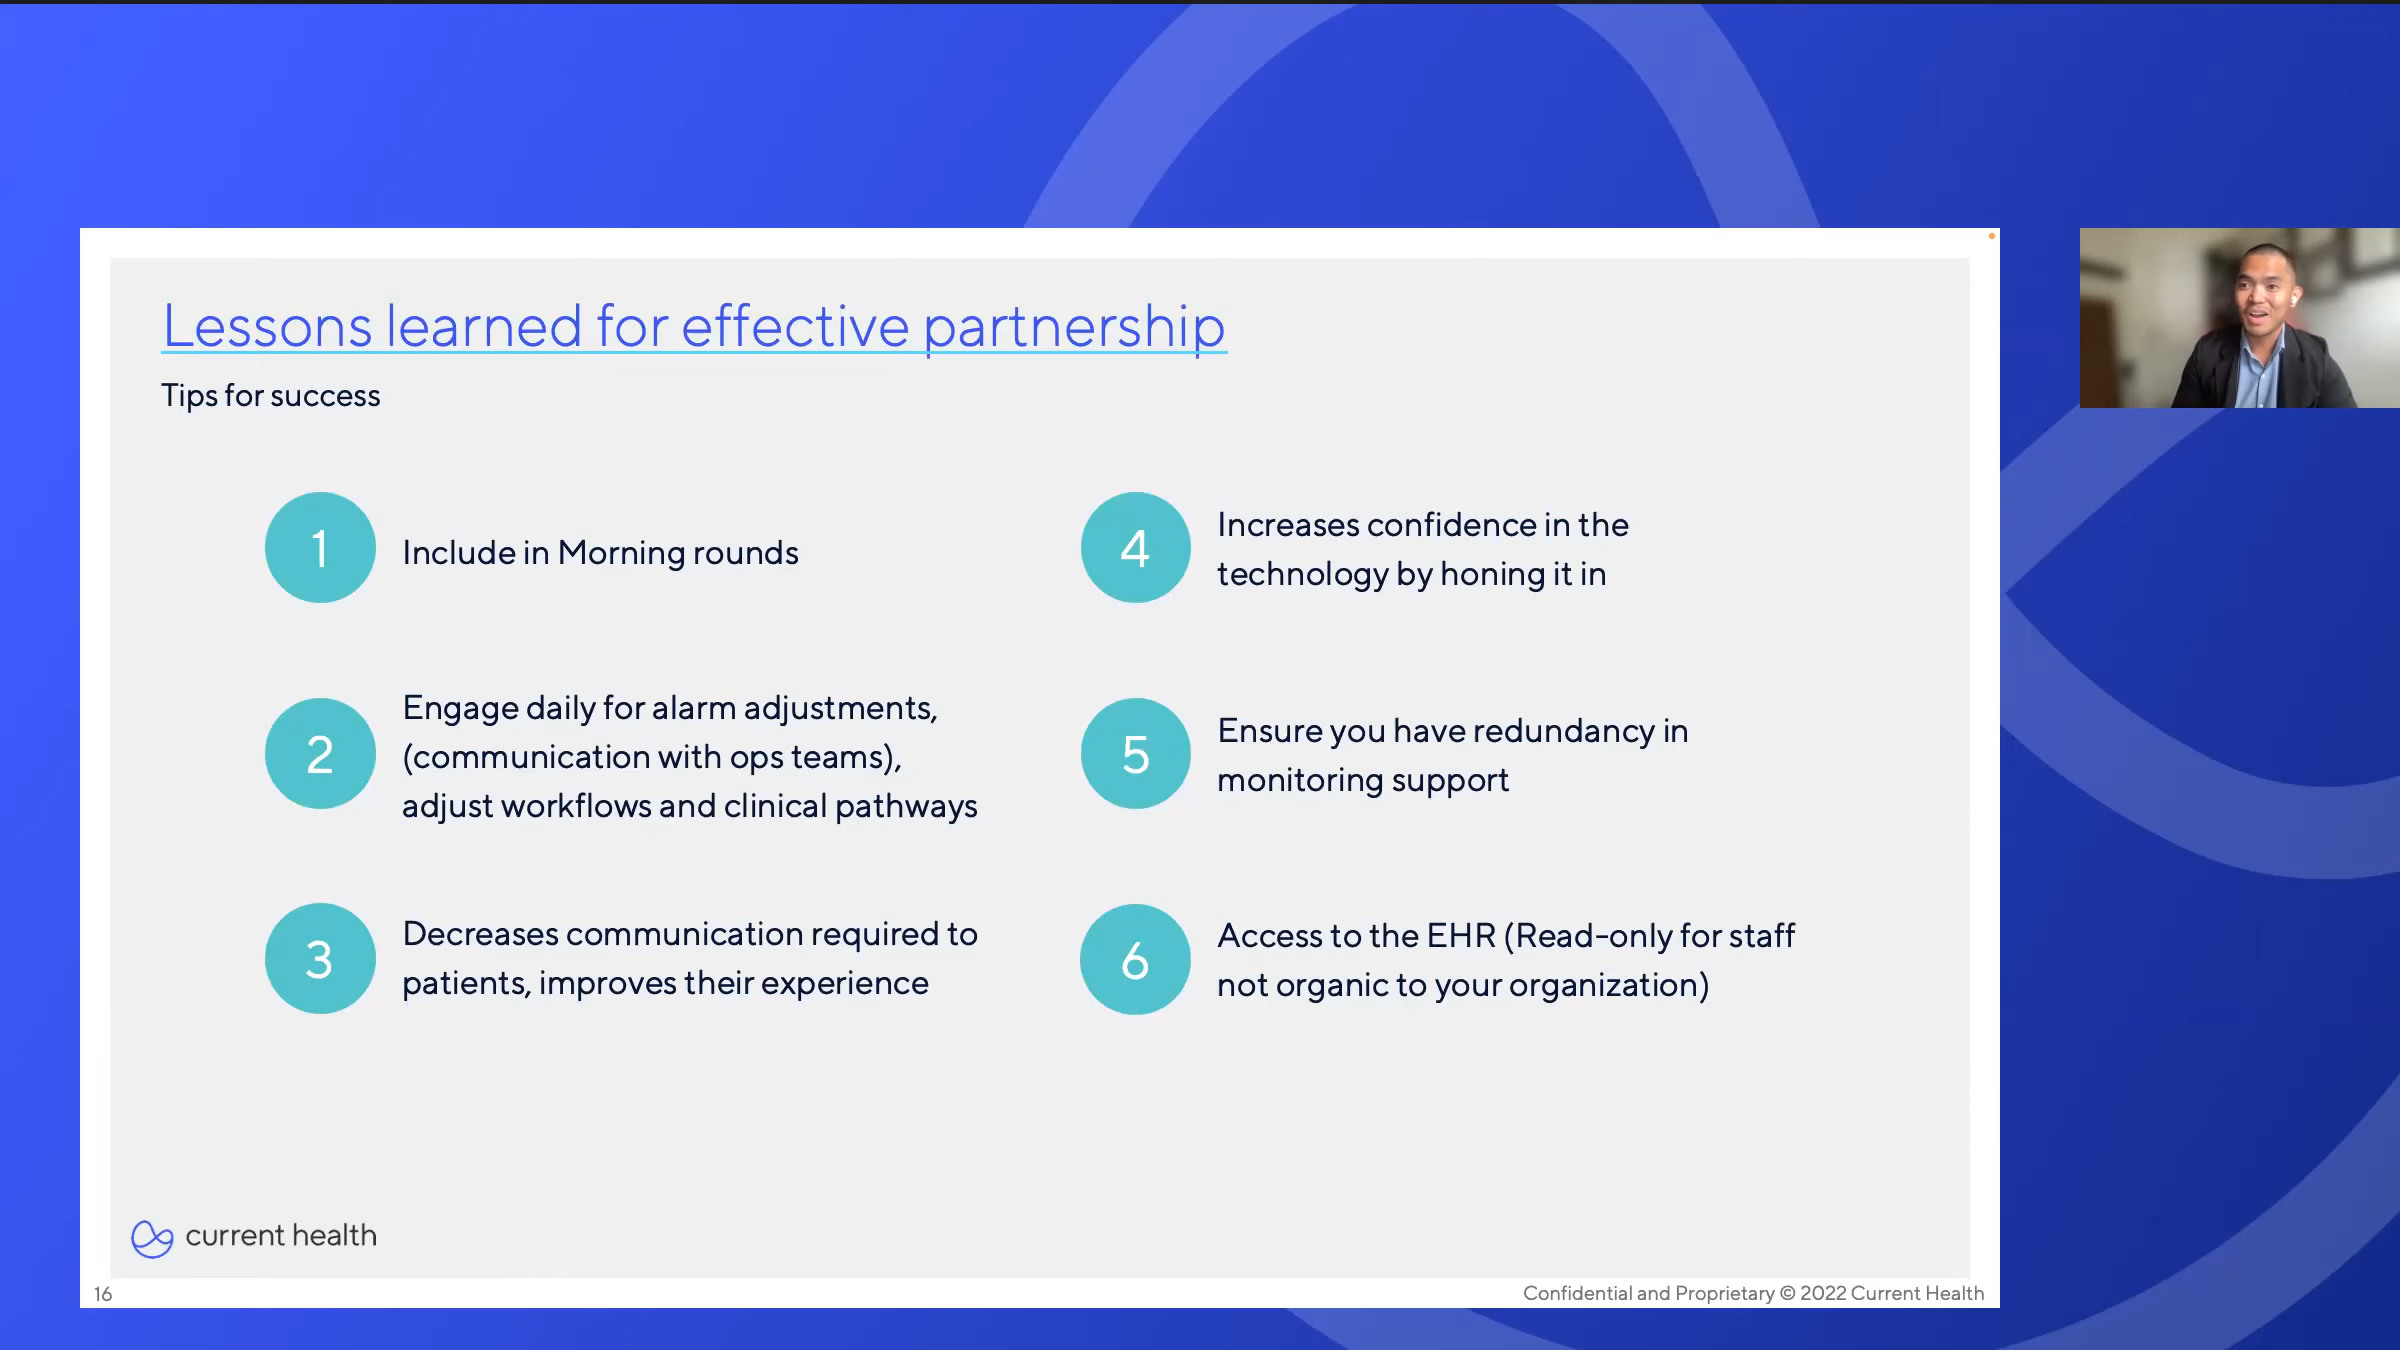 Lessons learned for effective partnership
Tips for success
1
Include in Morning rounds
2
Engage daily for alarm adjustments,
(communication with ops teams),
adjust workflows and clinical pathways
3
Decreases communication required to
patients, improves their experience
4
Increases confidence in the
technology by honing it in
5
Ensure you have redundancy in
monitoring support
6
Access to the EHR (Read-only for staff
not organic to your organization)
current health
16
Confidential and Proprietary © 2022 Current Health